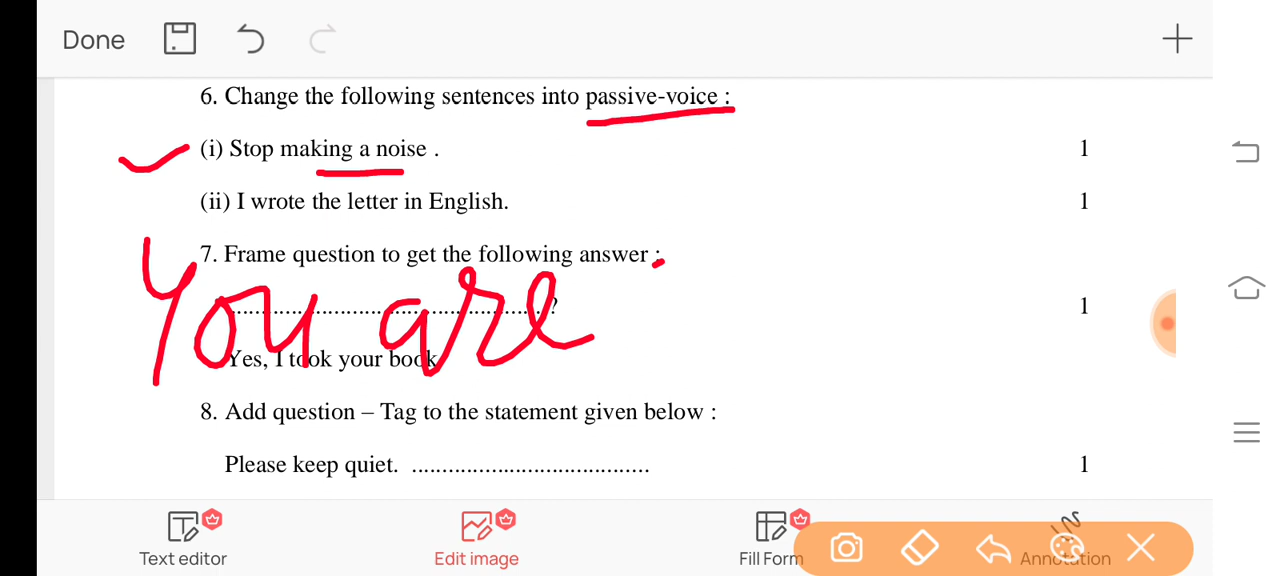 Done
6. Change the following sentences into passive-voice :
(i) Stop making a noise . 1
(ii) I wrote the letter in English. 1
7. Frame question to get the following answer :
You are
........................................................? 1
Yes, I took your book
8. Add question – Tag to the statement given below :
Please keep quiet. ........................................ 1
Text editor Edit image Fill Form Annotation